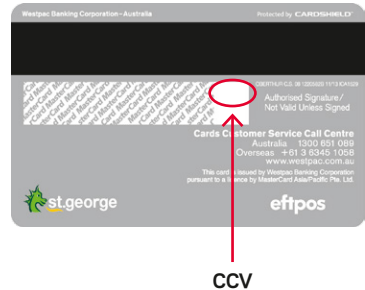 Westpac Banking Corporation – Australia
Protected by CARDSHIELD®
Authorised Signature /
Not Valid Unless Signed
Cards Customer Service Call Centre
Australia 1300 651 089
Overseas +61 3 8345 1058
www.westpac.com.au
This card is issued by Westpac Banking Corporation
pursuant to a licence by MasterCard Asia/Pacific Pte. Ltd.
st.george
eftpos
CCV